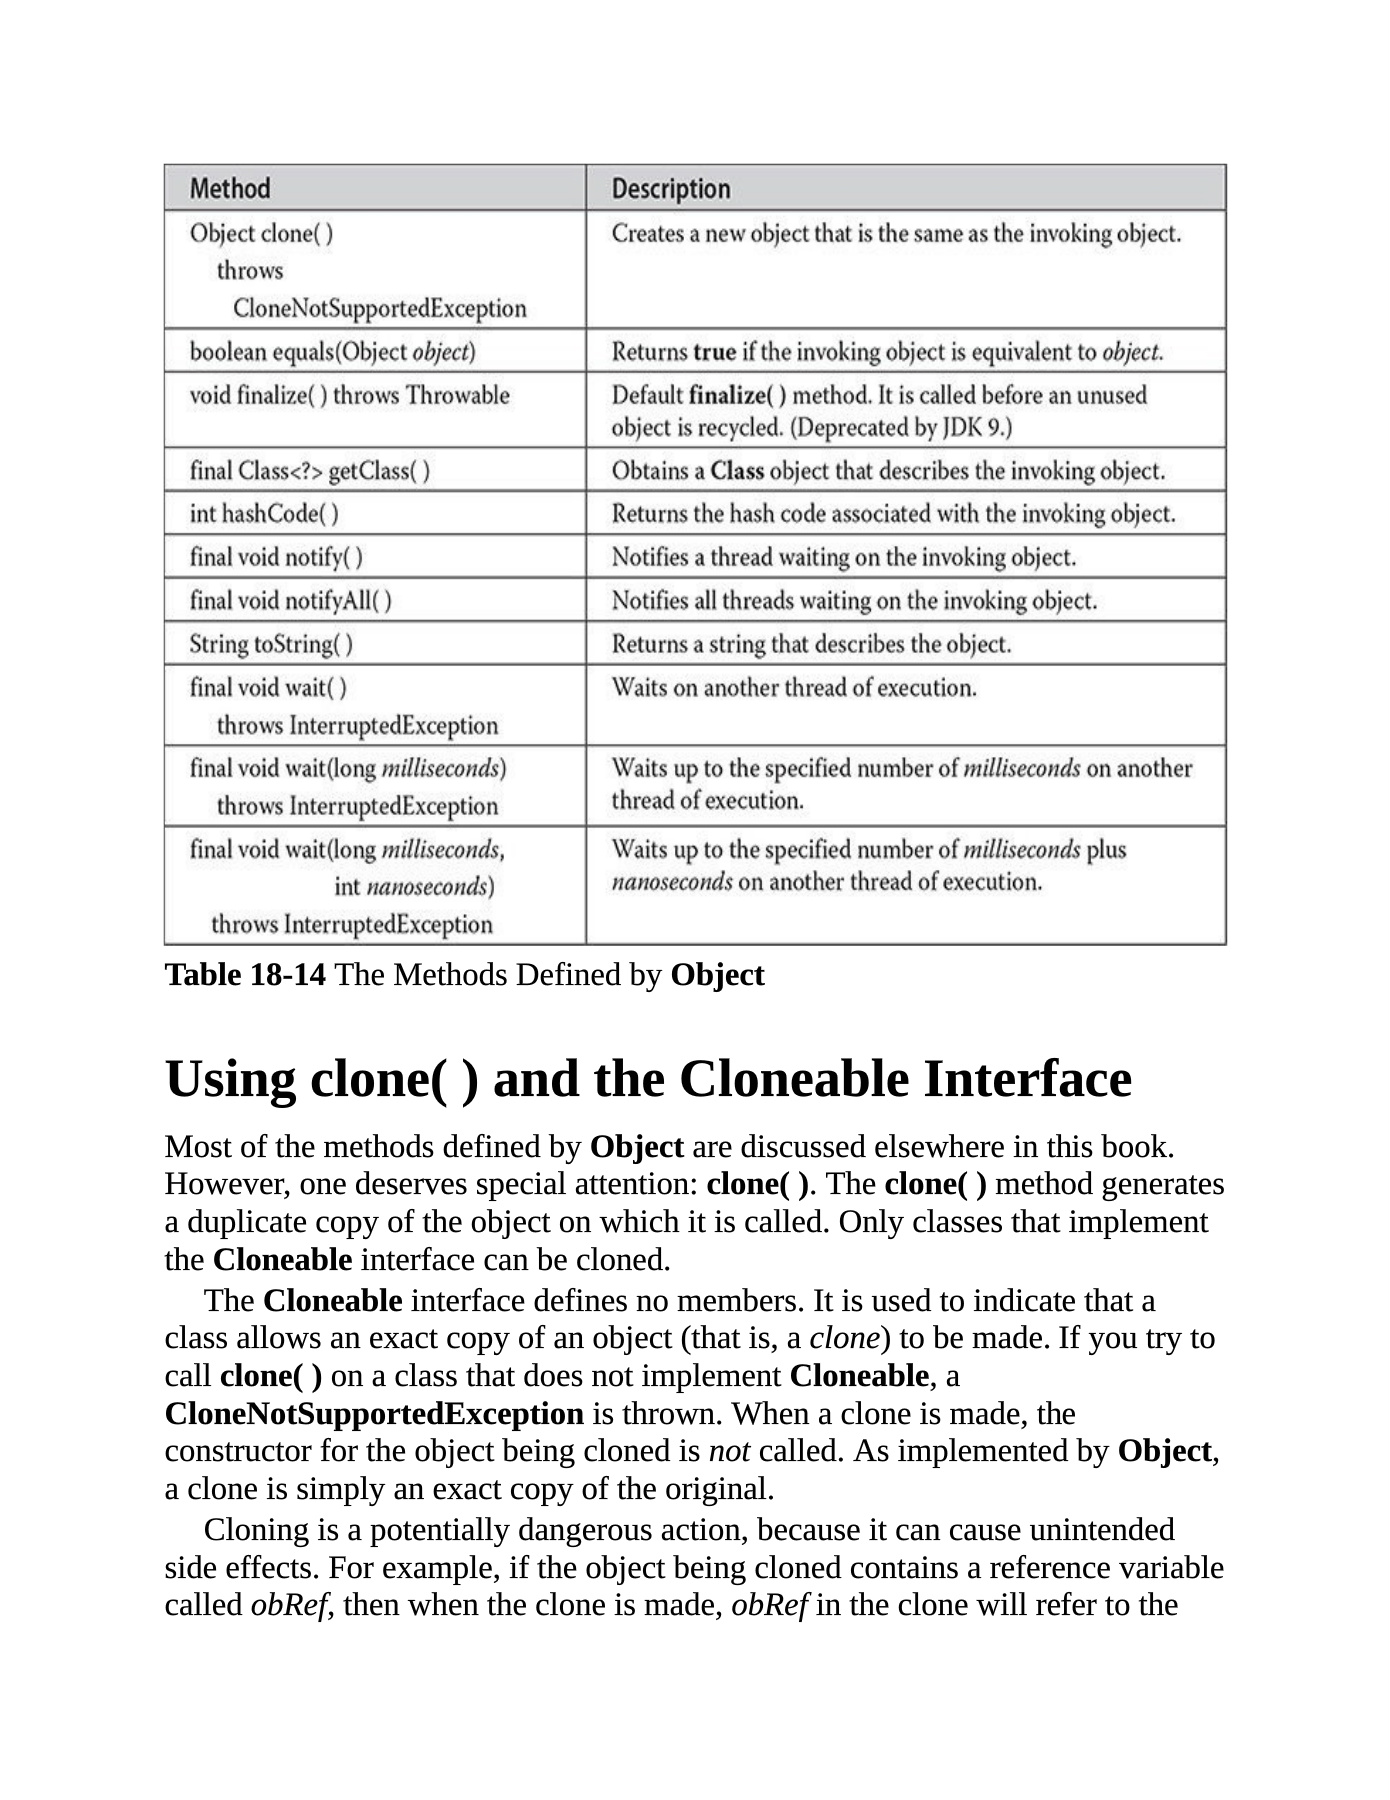 Method Description
Object clone( ) Creates a new object that is the same as the invoking object.
throws
CloneNotSupportedException
boolean equals(Object object) Returns true if the invoking object is equivalent to object.
void finalize( ) throws Throwable Default finalize( ) method. It is called before an unused
object is recycled. (Deprecated by JDK 9.)
final Class<?> getClass( ) Obtains a Class object that describes the invoking object.
int hashCode( ) Returns the hash code associated with the invoking object.
final void notify( ) Notifies a thread waiting on the invoking object.
final void notifyAll( ) Notifies all threads waiting on the invoking object.
String toString( ) Returns a string that describes the object.
final void wait( ) Waits on another thread of execution.
throws InterruptedException
final void wait(long milliseconds) Waits up to the specified number of milliseconds on another
throws InterruptedException thread of execution.
final void wait(long milliseconds, Waits up to the specified number of milliseconds plus
int nanoseconds) nanoseconds on another thread of execution.
throws InterruptedException
Table 18-14 The Methods Defined by Object
Using clone( ) and the Cloneable Interface
Most of the methods defined by Object are discussed elsewhere in this book.
However, one deserves special attention: clone( ). The clone( ) method generates
a duplicate copy of the object on which it is called. Only classes that implement
the Cloneable interface can be cloned.
The Cloneable interface defines no members. It is used to indicate that a
class allows an exact copy of an object (that is, a clone) to be made. If you try to
call clone( ) on a class that does not implement Cloneable, a
CloneNotSupportedException is thrown. When a clone is made, the
constructor for the object being cloned is not called. As implemented by Object,
a clone is simply an exact copy of the original.
Cloning is a potentially dangerous action, because it can cause unintended
side effects. For example, if the object being cloned contains a reference variable
called obRef, then when the clone is made, obRef in the clone will refer to the